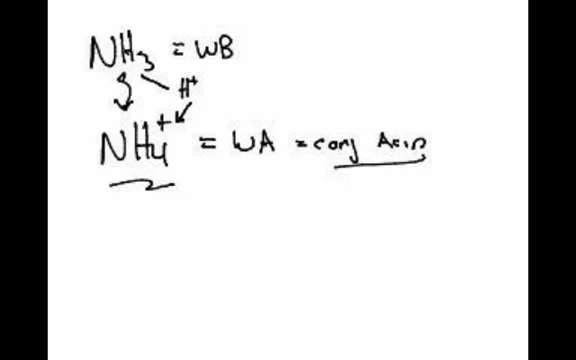 NH3 = WB
H+
NH4+ = WA = conj Acid